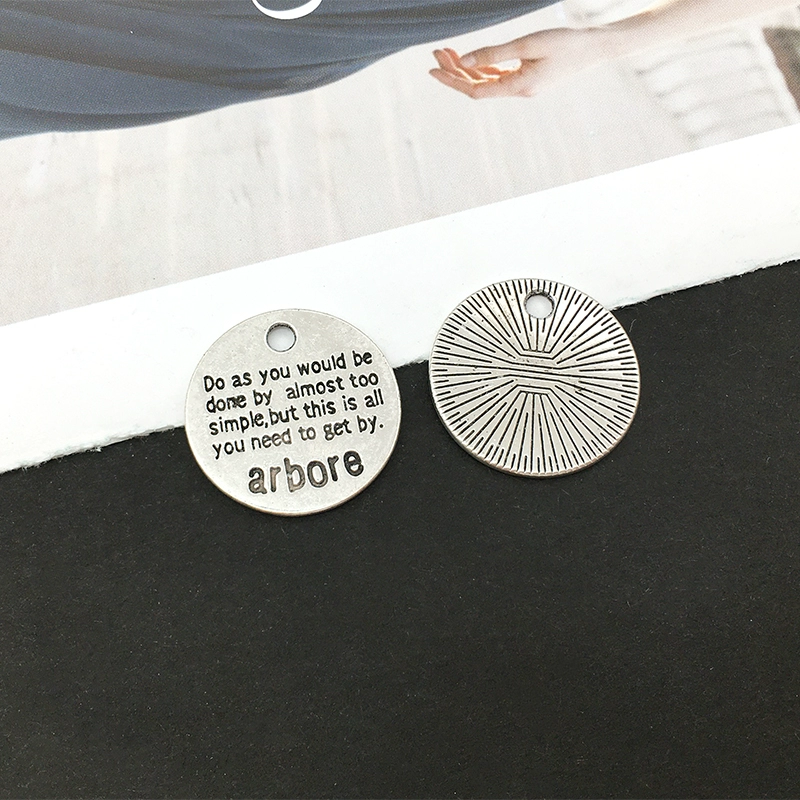 Do as you would be
done by almost too
simple,but this is all
you need to get by.
arbore